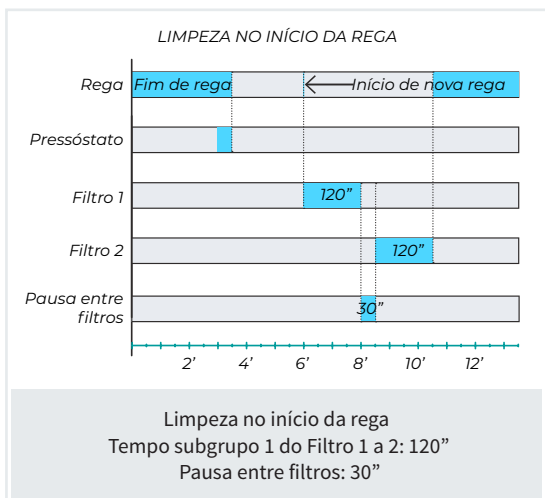 LIMPEZA NO INÍCIO DA REGA
Rega
Fim de rega
Início de nova rega
Pressóstato
Filtro 1
120”
Filtro 2
120”
Pausa entre
filtros
30”
2’ 4’ 6’ 8’ 10’ 12’
Limpeza no início da rega
Tempo subgrupo 1 do Filtro 1 a 2: 120”
Pausa entre filtros: 30”